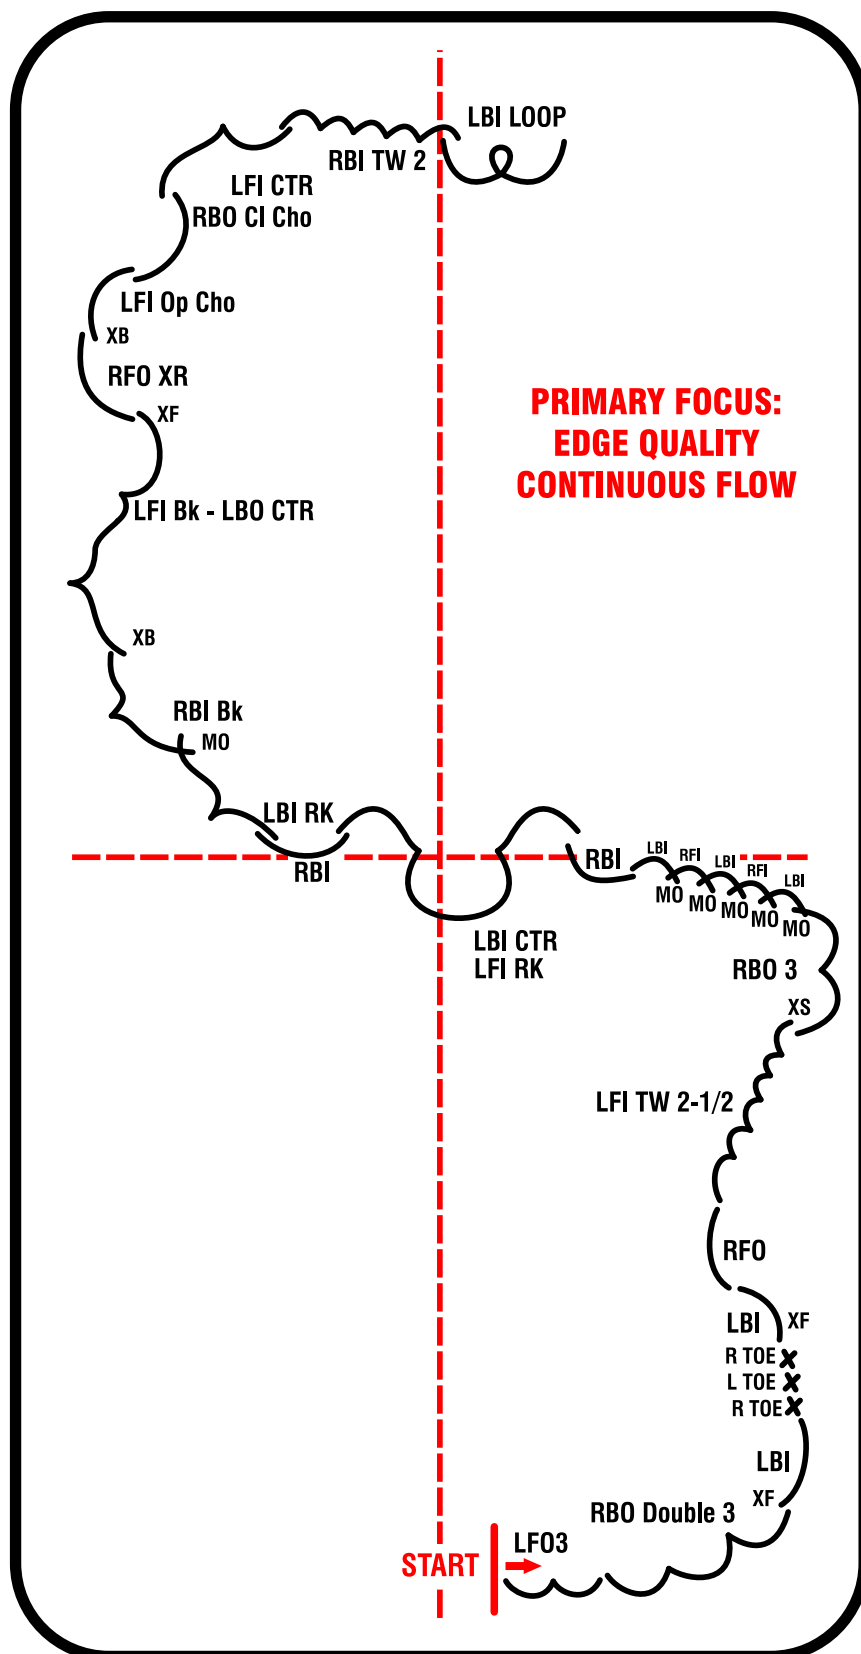 LBI LOOP
RBI TW 2
LFI CTR
RBO Cl Cho
LFI Op Cho
XB
RFO XR
XF
PRIMARY FOCUS:
EDGE QUALITY
CONTINUOUS FLOW
LFI Bk - LBO CTR
XB
RBI Bk
MO
LBI RK
RBI
RBI
LBI
RFI
LBI
RFI
LBI
MO
MO
MO
MO
MO
LBI CTR
LFI RK
RBO 3
XS
LFI TW 2-1/2
RFO
LBI
XF
R TOE
L TOE
R TOE
LBI
XF
RBO Double 3
LFO3
START